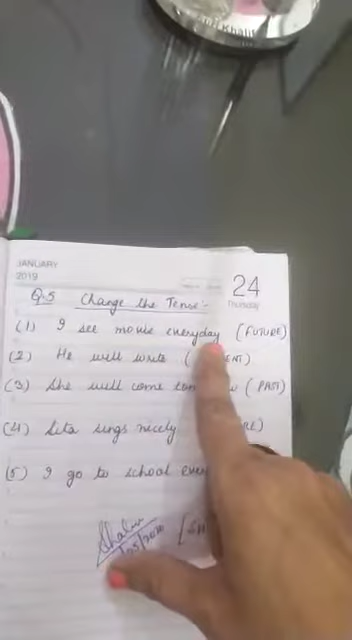 JANUARY
2019
24
Thursday
Q.5 Change the Tense:-
(1) I see movie everyday (FUTURE)
(2) He will write (
(3) She will come (PAST)
(4) Sita sings nicely
(5) I go to school